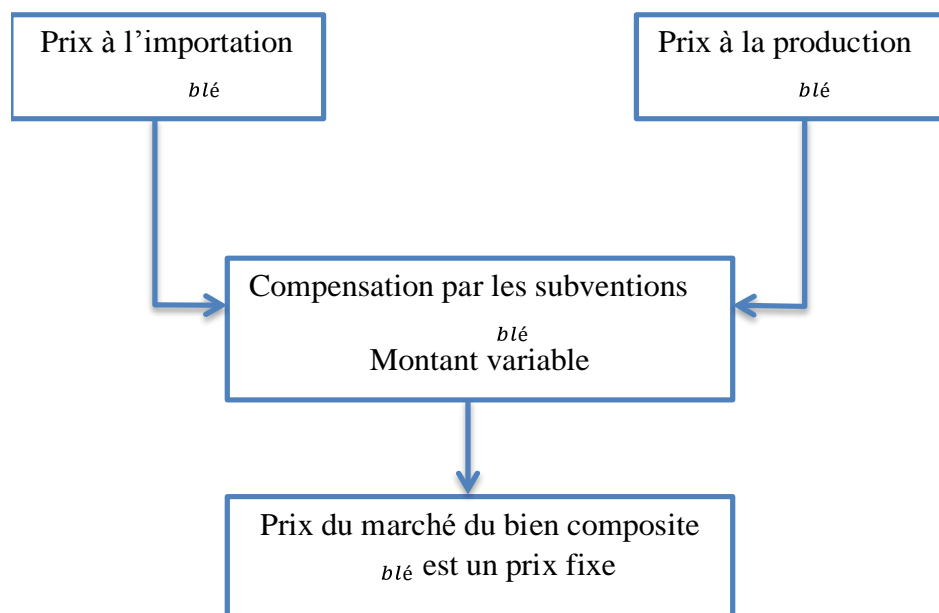 Prix à l’importation
blé
Prix à la production
blé
Compensation par les subventions
blé
Montant variable
Prix du marché du bien composite
blé est un prix fixe